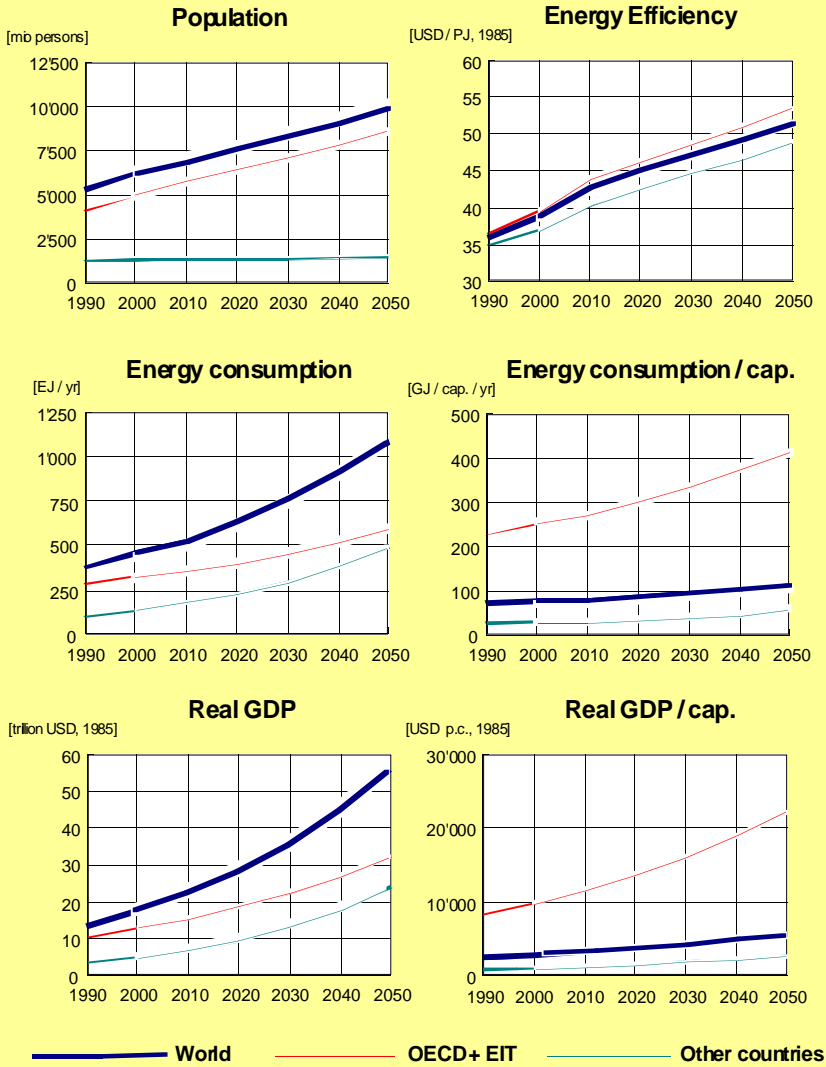 Population
[mio persons]
12'500
10'000
7'500
5'000
2'500
0
1990 2000 2010 2020 2030 2040 2050
Energy Efficiency
[USD / PJ, 1985]
60
55
50
45
40
35
30
1990 2000 2010 2020 2030 2040 2050
Energy consumption
[EJ / yr]
1'250
1'000
750
500
250
0
1990 2000 2010 2020 2030 2040 2050
Energy consumption / cap.
[GJ / cap. / yr]
500
400
300
200
100
0
1990 2000 2010 2020 2030 2040 2050
Real GDP
[trillion USD, 1985]
60
50
40
30
20
10
0
1990 2000 2010 2020 2030 2040 2050
Real GDP / cap.
[USD p.c., 1985]
30'000
20'000
10'000
0
1990 2000 2010 2020 2030 2040 2050
World OECD+ EIT Other countries